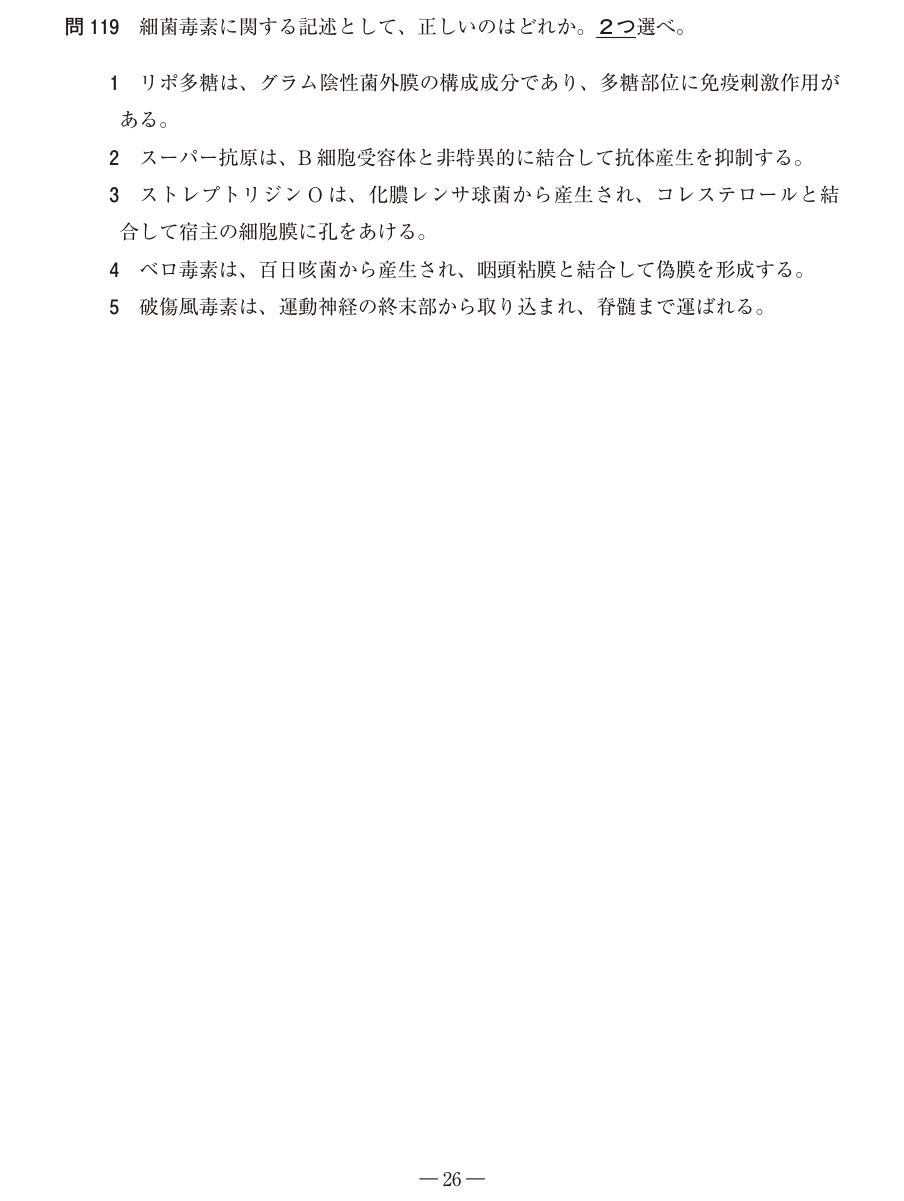 問 119 細菌毒素に関する記述として、正しいのはどれか。２つ選べ。
1 リポ多糖は、グラム陰性菌外膜の構成成分であり、多糖部位に免疫刺激作用が
ある。
2 スーパー抗原は、B 細胞受容体と非特異的に結合して抗体産生を抑制する。
3 ストレプトリジン O は、化膿レンサ球菌から産生され、コレステロールと結
合して宿主の細胞膜に孔をあける。
4 ベロ毒素は、百日咳菌から産生され、咽頭粘膜と結合して偽膜を形成する。
5 破傷風毒素は、運動神経の終末部から取り込まれ、脊髄まで運ばれる。
― 26 ―